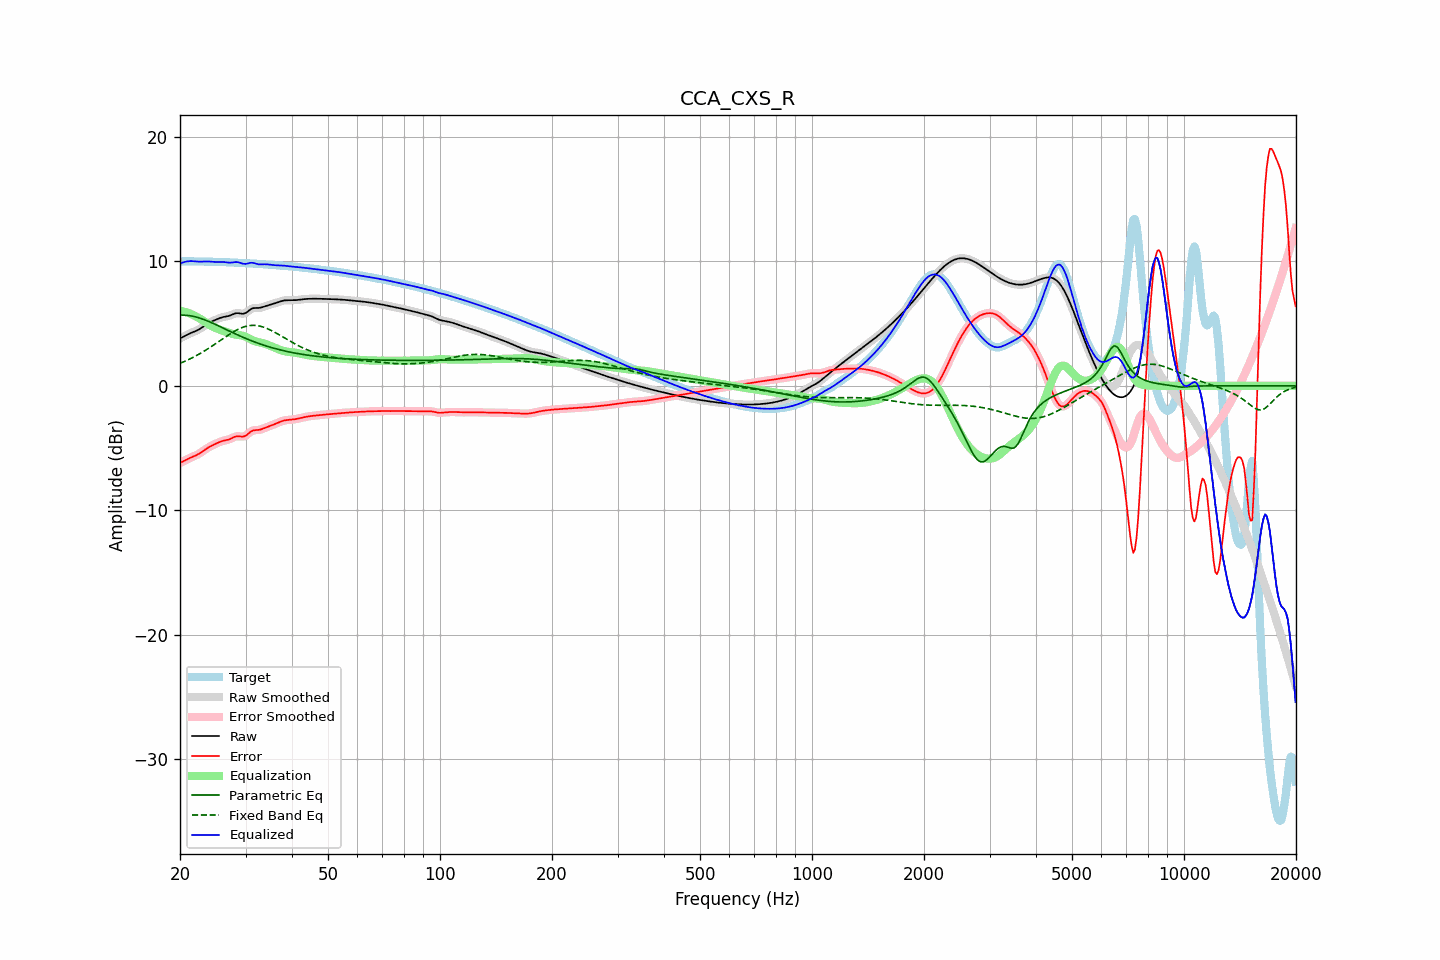 CCA_CXS_R
Amplitude (dBr)
20
10
0
−10
−20
−30
Target
Raw Smoothed
Error Smoothed
Raw
Error
Equalization
Parametric Eq
Fixed Band Eq
Equalized
20 50 100 200 500 1000 2000 5000 10000 20000
Frequency (Hz)